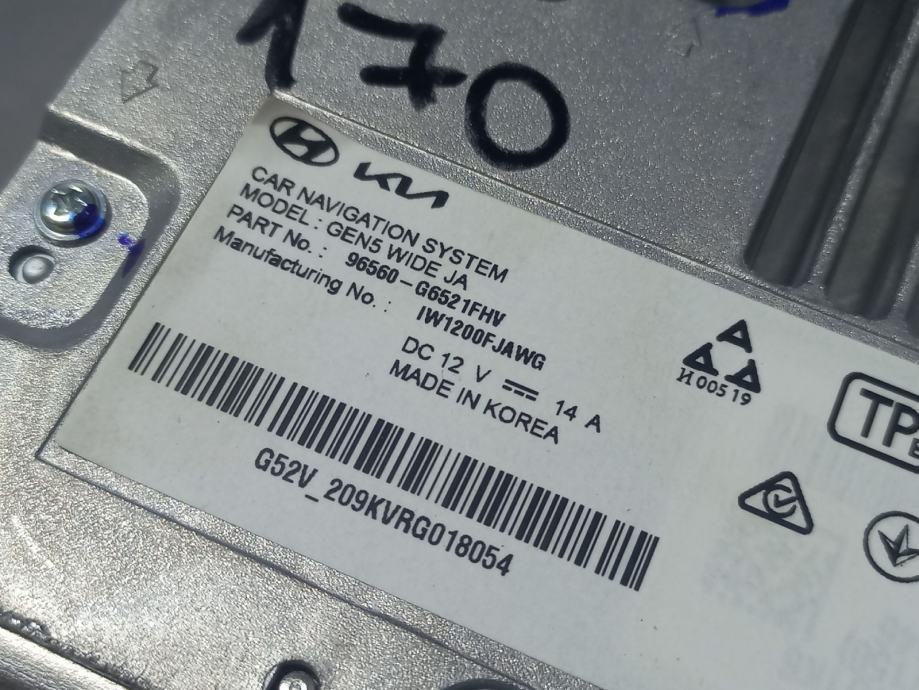 170
KIA
CAR NAVIGATION SYSTEM
MODEL : GEN5 WIDE JA
PART No. : 96560-G6521FHV
Manufacturing No. : IW1200FJAWG
DC 12 V 14 A
MADE IN KOREA
G52V_209KVRG018054
И00519